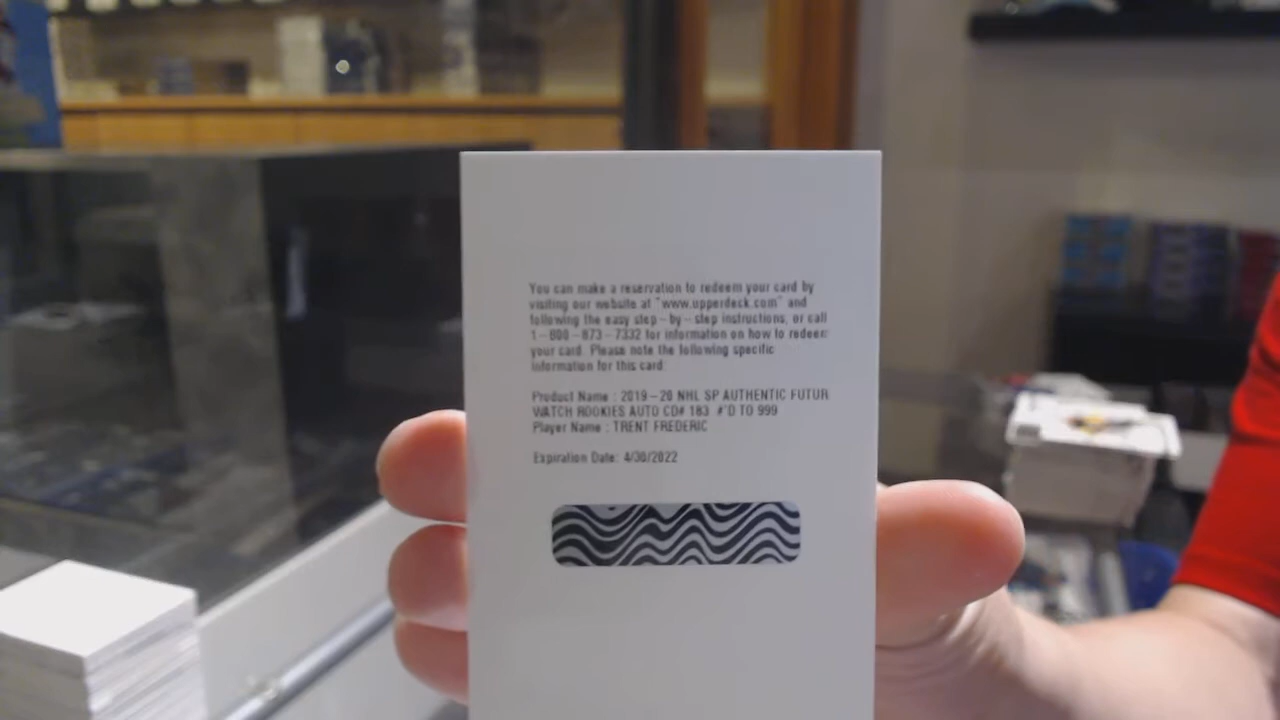 You can make a reservation to redeem your card by
visiting our website at "www.upperdeck.com" and
following the easy step-by-step instructions, or call
1-800-873-7332 for information on how to redeem
your card. Please note the following specific
information for this card:
Product Name : 2019-20 NHL SP AUTHENTIC FUTUR
WATCH ROOKIES AUTO CD# 183 #'D TO 999
Player Name : TRENT FREDERIC
Expiration Date: 4/30/2022